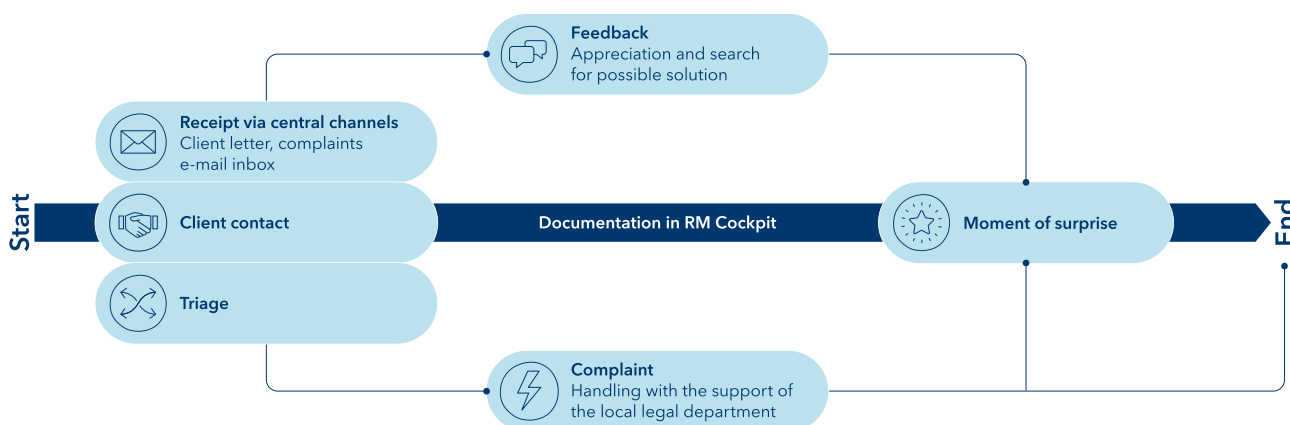 Feedback
Appreciation and search
for possible solution
Receipt via central channels
Client letter, complaints
e-mail inbox
Start
Client contact
Documentation in RM Cockpit
Moment of surprise
End
Triage
Complaint
Handling with the support of
the local legal department